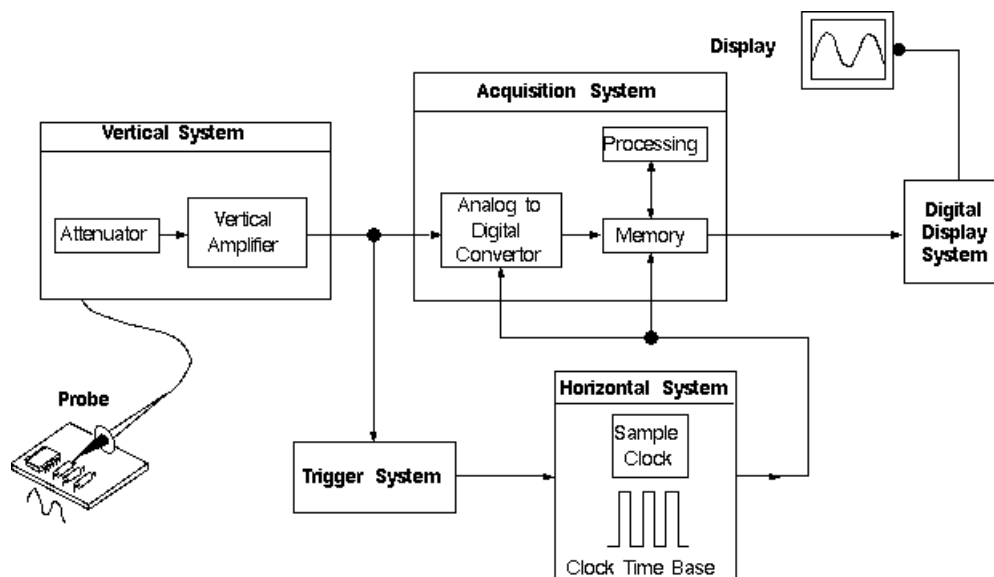 Display
Acquisition System
Vertical System
Processing
Attenuator
Vertical
Amplifier
Analog to
Digital
Convertor
Memory
Digital
Display
System
Probe
Horizontal System
Sample
Clock
Trigger System
Clock Time Base